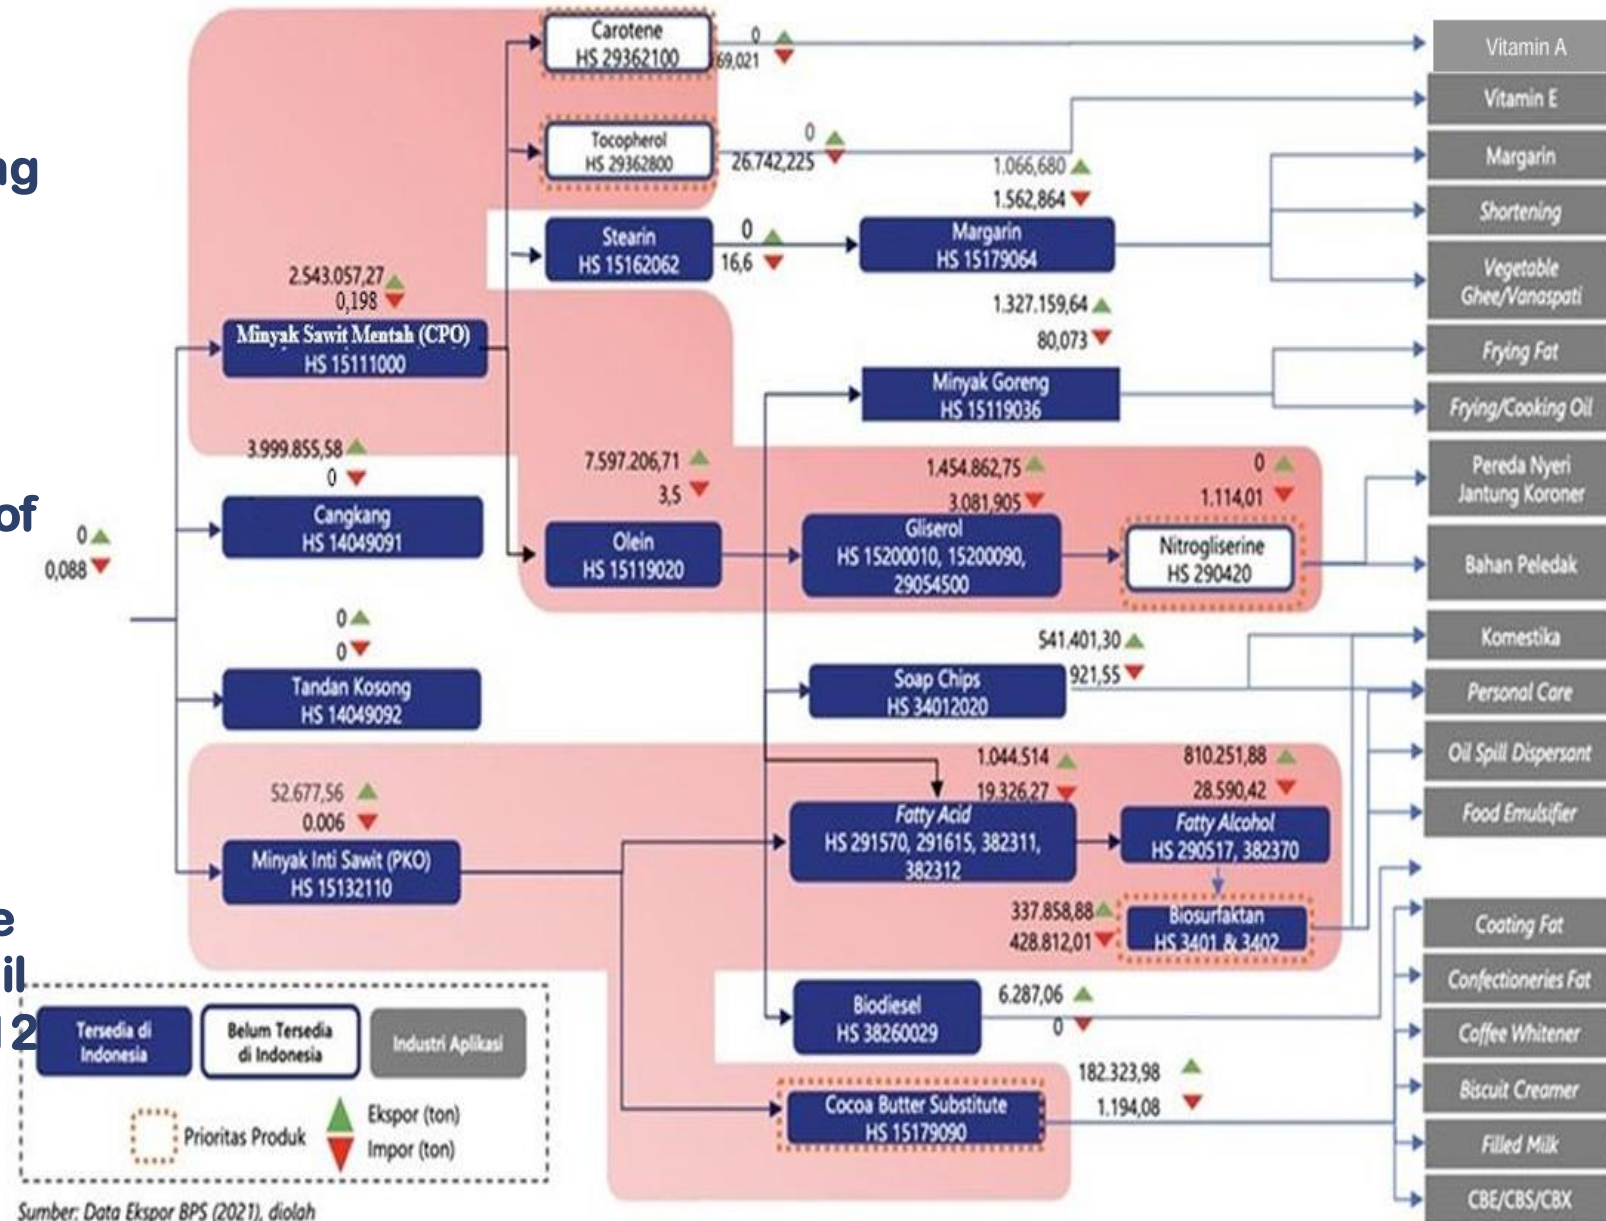 ng
of
e
il
12
Carotene
HS 29362100
0
69,021
Vitamin A
Vitamin E
Tocopherol
HS 29362800
0
26.742,225
1.066,680
1.562,864
Margarin
Shortening
Stearin
HS 15162062
0
16,6
Margarin
HS 15179064
Vegetable
Ghee/Vanaspati
2.543.057,27
0,198
Minyak Sawit Mentah (CPO)
HS 15111000
1.327.159,64
80,073
Minyak Goreng
HS 15119036
Frying Fat
Frying/Cooking Oil
3.999.855,58
0
Cangkang
HS 14049091
0
0,088
7.597.206,71
3,5
Olein
HS 15119020
1.454.862,75
3.081,905
Gliserol
HS 15200010, 15200090,
29054500
0
1.114,01
Nitrogliserine
HS 290420
Pereda Nyeri
Jantung Koroner
Bahan Peledak
0
0
Tandan Kosong
HS 14049092
541.401,30
921,55
Soap Chips
HS 34012020
Komestika
Personal Care
Oil Spill Dispersant
Food Emulsifier
52.677,56
0.006
Minyak Inti Sawit (PKO)
HS 15132110
1.044.514
19.326,27
Fatty Acid
HS 291570, 291615, 382311,
382312
810.251,88
28.590,42
Fatty Alcohol
HS 290517, 382370
337.858,88
428.812,01
Biosurfaktan
HS 3401 & 3402
Biodiesel
HS 38260029
6.287,06
0
Cocoa Butter Substitute
HS 15179090
182.323,98
1.194,08
Coating Fat
Confectioneries Fat
Coffee Whitener
Biscuit Creamer
Filled Milk
CBE/CBS/CBX
Tersedia di
Indonesia
Belum Tersedia
di Indonesia
Industri Aplikasi
Prioritas Produk
Ekspor (ton)
Impor (ton)
Sumber: Data Ekspor BPS (2021), diolah